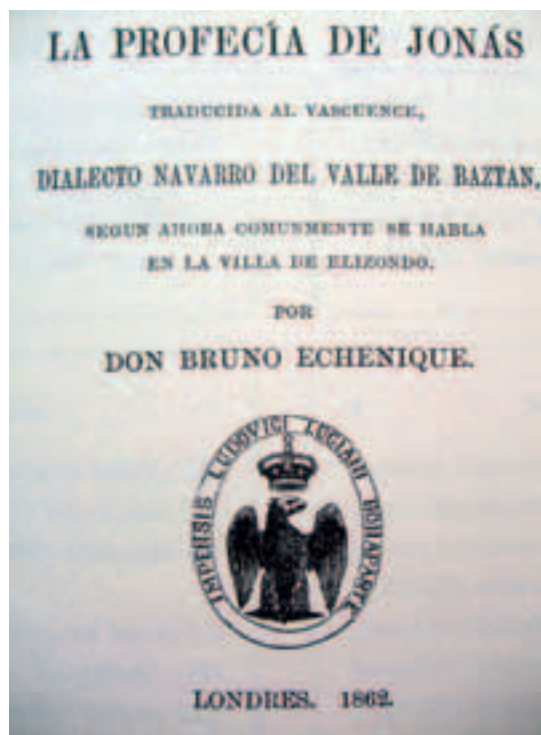 LA PROFECÍA DE JONÁS
TRADUCIDA AL VASCUENCE,
DIALECTO NAVARRO DEL VALLE DE BAZTAN,
SEGUN AHORA COMUNMENTE SE HABLA
EN LA VILLA DE ELIZONDO.
POR
DON BRUNO ECHENIQUE.
IMPENSIS LUDOVICI LUCIANI BONAPARTE
LONDRES. 1862.